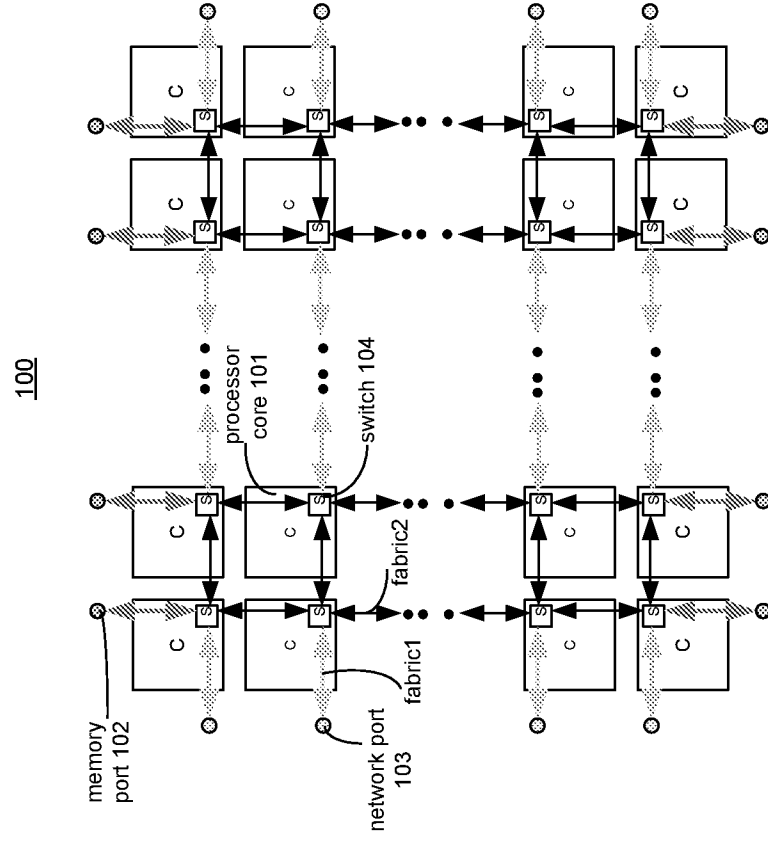 100
memory
port 102
C C C C
S S S S
processor
core 101
C C C C
S S S S
switch 104
network port
103
fabric2
fabric1
S S S S
C C C C
S S S S
C C C C